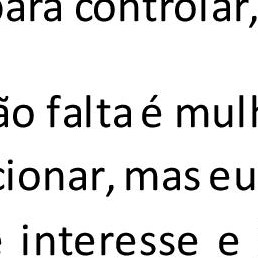 para controlar,
ão falta é mulh
cionar, mas eu
e interesse e